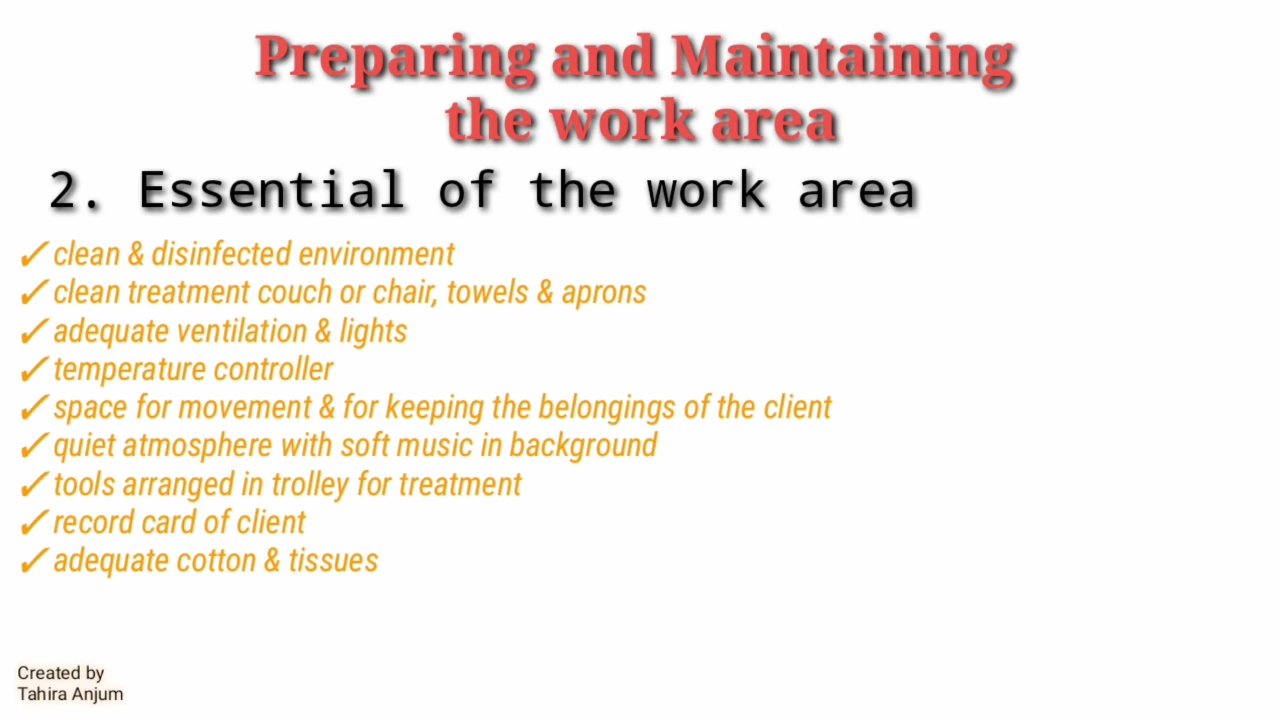 Preparing and Maintaining
the work area
2. Essential of the work area
✓ clean & disinfected environment
✓ clean treatment couch or chair, towels & aprons
✓ adequate ventilation & lights
✓ temperature controller
✓ space for movement & for keeping the belongings of the client
✓ quiet atmosphere with soft music in background
✓ tools arranged in trolley for treatment
✓ record card of client
✓ adequate cotton & tissues
Created by
Tahira Anjum